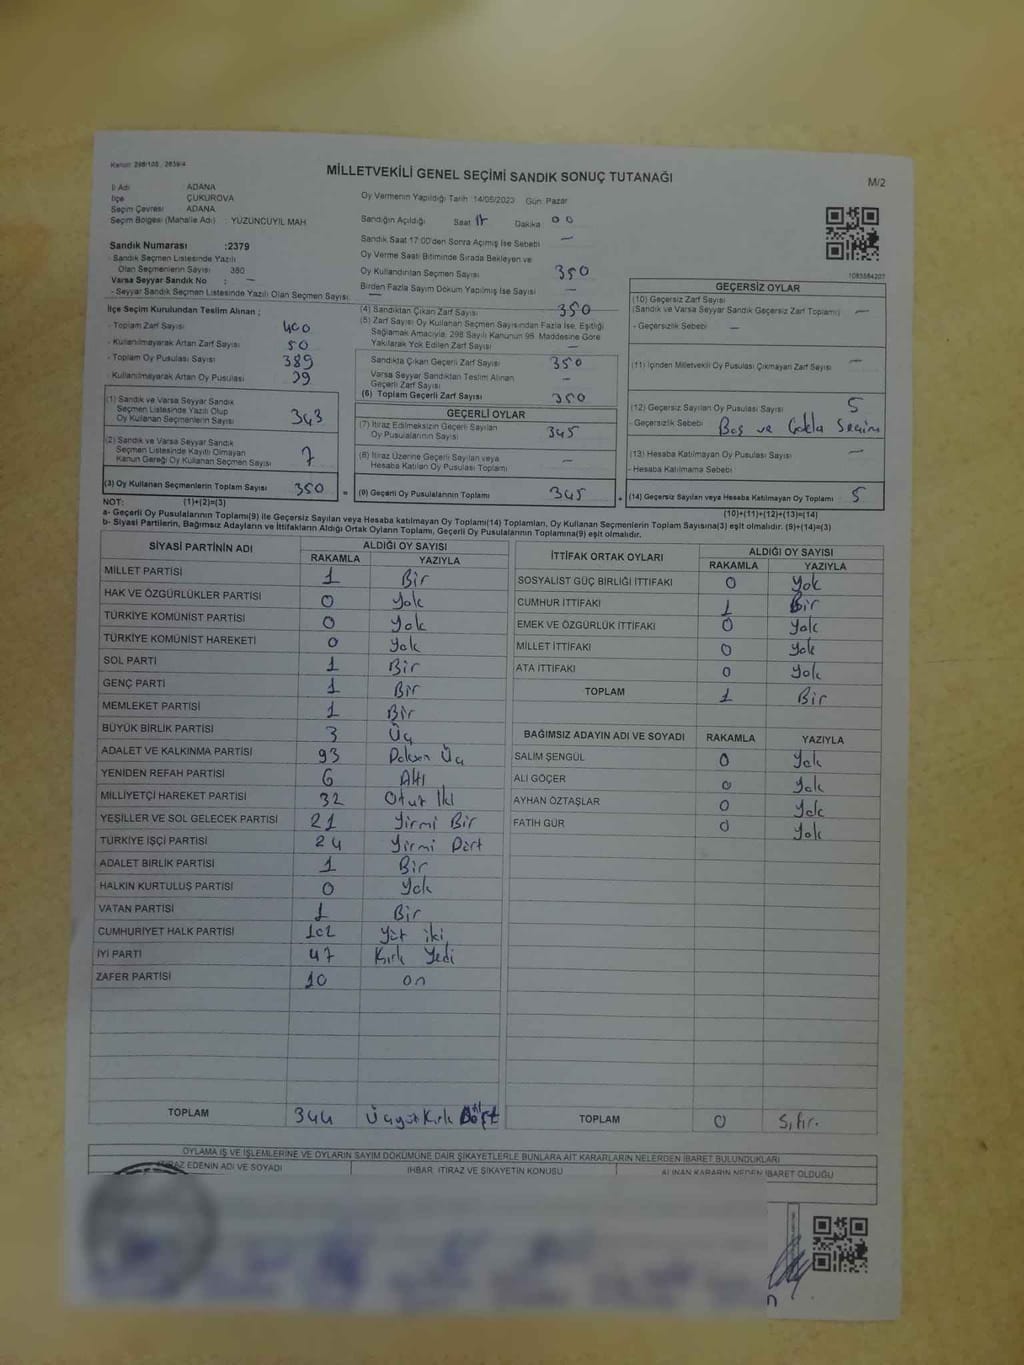 Kanun: 298/105 , 2839/4
MİLLETVEKİLİ GENEL SEÇİMİ SANDIK SONUÇ TUTANAĞI
M/2
İl Adı : ADANA
İlçe : ÇUKUROVA
Seçim Çevresi : ADANA
Seçim Bölgesi (Mahalle Adı) : YÜZÜNCÜYIL MAH
Sandık Numarası :2379
- Sandık Seçmen Listesinde Yazılı
Olan Seçmenlerin Sayısı : 380
Varsa Seyyar Sandık No : —
- Seyyar Sandık Seçmen Listesinde Yazılı Olan Seçmen Sayısı: —
Oy Vermenin Yapıldığı Tarih :14/05/2023 Gün: Pazar
Sandığın Açıldığı Saat 17 Dakika : 00
Sandık Saat 17:00'den Sonra Açımış İse Sebebi : —
Oy Verme Saati Bitiminde Sırada Bekleyen ve
Oy Kullandırılan Seçmen Sayısı : 350
Birden Fazla Sayım Döküm Yapılmış İse Sayısı : —
1083584207
İlçe Seçim Kurulundan Teslim Alınan ;
- Toplam Zarf Sayısı : 400
- Kullanılmayarak Artan Zarf Sayısı : 50
- Toplam Oy Pusulası Sayısı : 389
- Kullanılmayarak Artan Oy Pusulası : 39
(1) Sandık ve Varsa Seyyar Sandık
Seçmen Listesinde Yazılı Olup
Oy Kullanan Seçmenlerin Sayısı : 343
(2) Sandık ve Varsa Seyyar Sandık
Seçmen Listesinde Kayıtlı Olmayan
Kanun Gereği Oy Kullanan Seçmen Sayısı : 7
(3) Oy Kullanan Seçmenlerin Toplam Sayısı : 350
(4) Sandıktan Çıkan Zarf Sayısı : 350
(5) Zarf Sayısı Oy Kullanan Seçmen Sayısından Fazla İse, Eşitliği
Sağlamak Amacıyla, 298 Sayılı Kanunun 98. Maddesine Göre
Yakılarak Yok Edilen Zarf Sayısı : —
Sandıkta Çıkan Geçerli Zarf Sayısı : 350
Varsa Seyyar Sandıktan Teslim Alınan
Geçerli Zarf Sayısı : —
(6) Toplam Geçerli Zarf Sayısı : 350
GEÇERLİ OYLAR
(7) İtiraz Edilmeksizin Geçerli Sayılan
Oy Pusulalarının Sayısı : 345
(8) İtiraz Üzerine Geçerli Sayılan veya
Hesaba Katılan Oy Pusulası Toplamı : —
= (9) Geçerli Oy Pusulalarının Toplamı : 345
GEÇERSİZ OYLAR
(10) Geçersiz Zarf Sayısı
(Sandık ve Varsa Seyyar Sandık Geçersiz Zarf Toplamı) : —
- Geçersizlik Sebebi : —
(11) İçinden Milletvekili Oy Pusulası Çıkmayan Zarf Sayısı : —
(12) Geçersiz Sayılan Oy Pusulası Sayısı : 5
- Geçersizlik Sebebi : Boş ve Çokla Seçim
(13) Hesaba Katılmayan Oy Pusulası Sayısı : —
- Hesaba Katılmama Sebebi
+ (14) Geçersiz Sayılan veya Hesaba Katılmayan Oy Toplamı : 5
NOT: (1)+(2)=(3)
(10)+(11)+(12)+(13)=(14)
a- Geçerli Oy Pusulalarının Toplamı(9) ile Geçersiz Sayılan veya Hesaba katılmayan Oy Toplamı(14) Toplamları, Oy Kullanan Seçmenlerin Toplam Sayısına(3) eşit olmalıdır. (9)+(14)=(3)
b- Siyasi Partilerin, Bağımsız Adayların ve İttifakların Aldığı Ortak Oyların Toplamı, Geçerli Oy Pusulalarının Toplamına(9) eşit olmalıdır.
SİYASİ PARTİNİN ADI ALDIĞI OY SAYISI
RAKAMLA YAZIYLA
MİLLET PARTİSİ 1 Bir
HAK VE ÖZGÜRLÜKLER PARTİSİ 0 Yok
TÜRKİYE KOMÜNİST PARTİSİ 0 Yok
TÜRKİYE KOMÜNİST HAREKETİ 0 Yok
SOL PARTİ 1 Bir
GENÇ PARTİ 1 Bir
MEMLEKET PARTİSİ 1 Bir
BÜYÜK BİRLİK PARTİSİ 3 Üç
ADALET VE KALKINMA PARTİSİ 93 Doksan Üç
YENİDEN REFAH PARTİSİ 6 Altı
MİLLİYETÇİ HAREKET PARTİSİ 32 Otuz İki
YEŞİLLER VE SOL GELECEK PARTİSİ 21 Yirmi Bir
TÜRKİYE İŞÇİ PARTİSİ 24 Yirmi Dört
ADALET BİRLİK PARTİSİ 1 Bir
HALKIN KURTULUŞ PARTİSİ 0 Yok
VATAN PARTİSİ 1 Bir
CUMHURİYET HALK PARTİSİ 102 Yüz iki
İYİ PARTİ 47 Kırk Yedi
ZAFER PARTİSİ 10 on
TOPLAM 344 Üçyüz Kırk Dört
İTTİFAK ORTAK OYLARI ALDIĞI OY SAYISI
RAKAMLA YAZIYLA
SOSYALİST GÜÇ BİRLİĞİ İTTİFAKI 0 Yok
CUMHUR İTTİFAKI 1 Bir
EMEK VE ÖZGÜRLÜK İTTİFAKI 0 Yok
MİLLET İTTİFAKI 0 Yok
ATA İTTİFAKI 0 Yok
TOPLAM 1 Bir
BAĞIMSIZ ADAYIN ADI VE SOYADI RAKAMLA YAZIYLA
SALİM ŞENGÜL 0 Yok
ALİ GÖÇER 0 Yok
AYHAN ÖZTAŞLAR 0 Yok
FATİH GÜR 0 Yok
TOPLAM 0 Sıfır.
OYLAMA İŞ VE İŞLEMLERİNE VE OYLARIN SAYIM DÖKÜMÜNE DAİR ŞİKAYETLERLE BUNLARA AİT KARARLARIN NELERDEN İBARET BULUNDUKLARI
İTİRAZ EDENİN ADI VE SOYADI İHBAR, İTİRAZ VE ŞİKAYETİN KONUSU ALINAN KARARIN NEDEN İBARET OLDUĞU